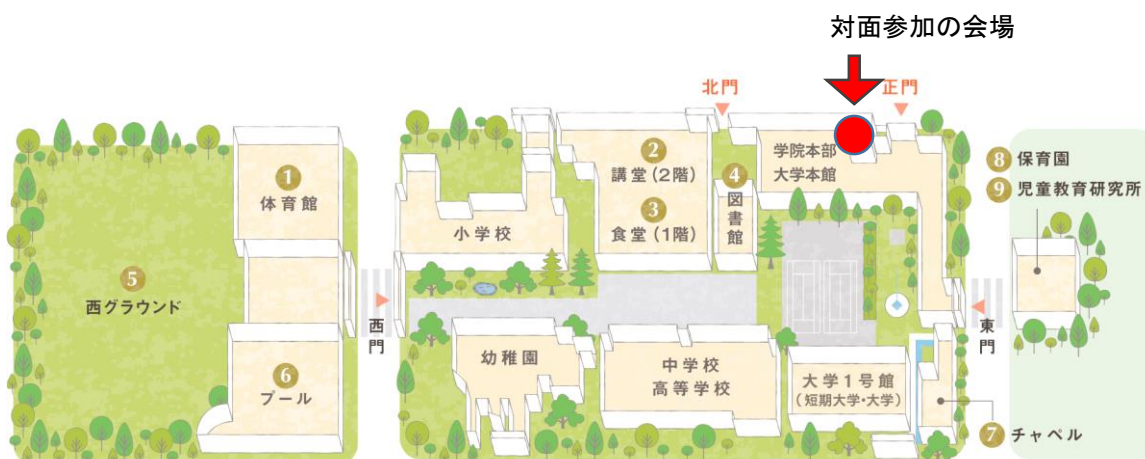 対面参加の会場
北門
正門
1
体育館
2
講堂(2階)
3
食堂(1階)
4
図書館
学院本部
大学本館
8 保育園
9 児童教育研究所
小学校
5
西グラウンド
西門
東門
6
プール
幼稚園
中学校
高等学校
大学1号館
(短期大学・大学)
7 チャペル